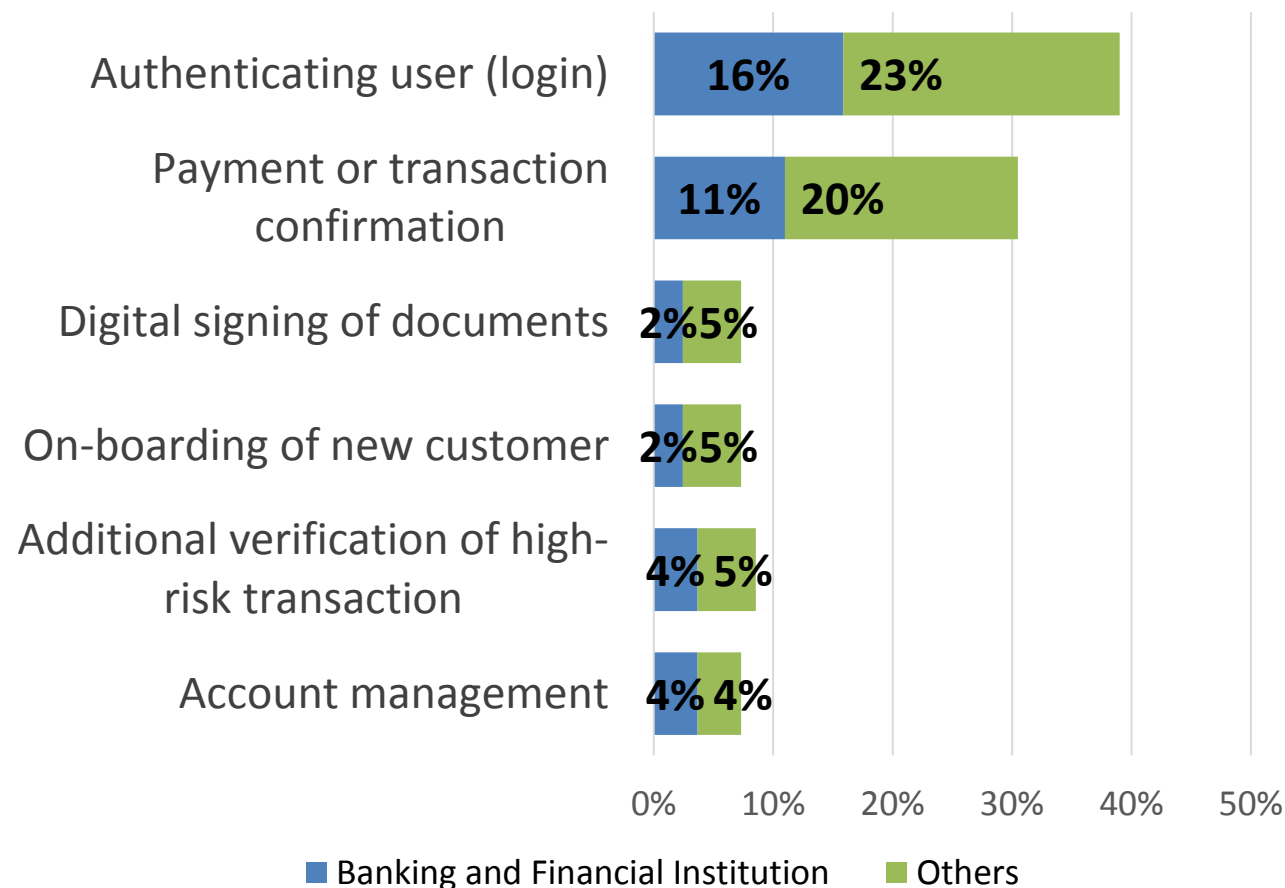 Authenticating user (login)
16% 23%
Payment or transaction
confirmation
11% 20%
Digital signing of documents
2% 5%
On-boarding of new customer
2% 5%
Additional verification of high-
risk transaction
4% 5%
Account management
4% 4%
0% 10% 20% 30% 40% 50%
Banking and Financial Institution Others